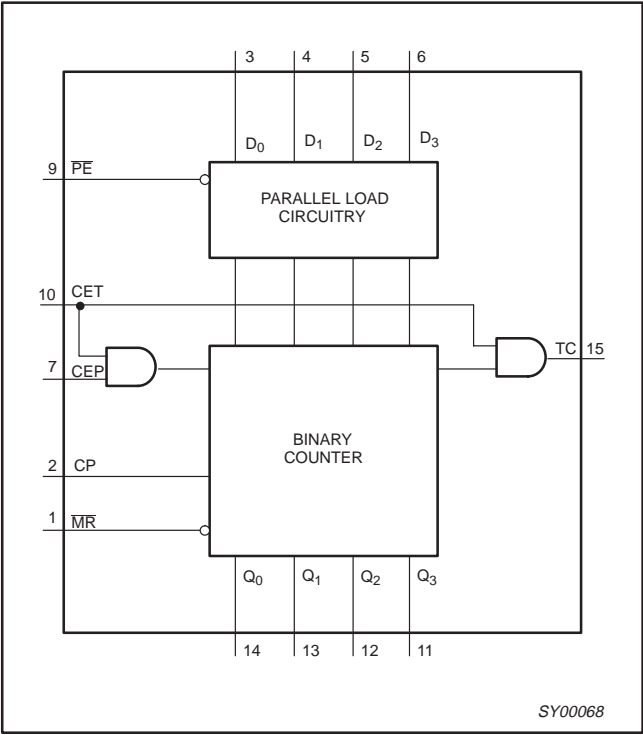 3 4 5 6
D0 D1 D2 D3
9 PE
PARALLEL LOAD
CIRCUITRY
10 CET
TC 15
7 CEP
BINARY
COUNTER
2 CP
1 MR
Q0 Q1 Q2 Q3
14 13 12 11
SY00068